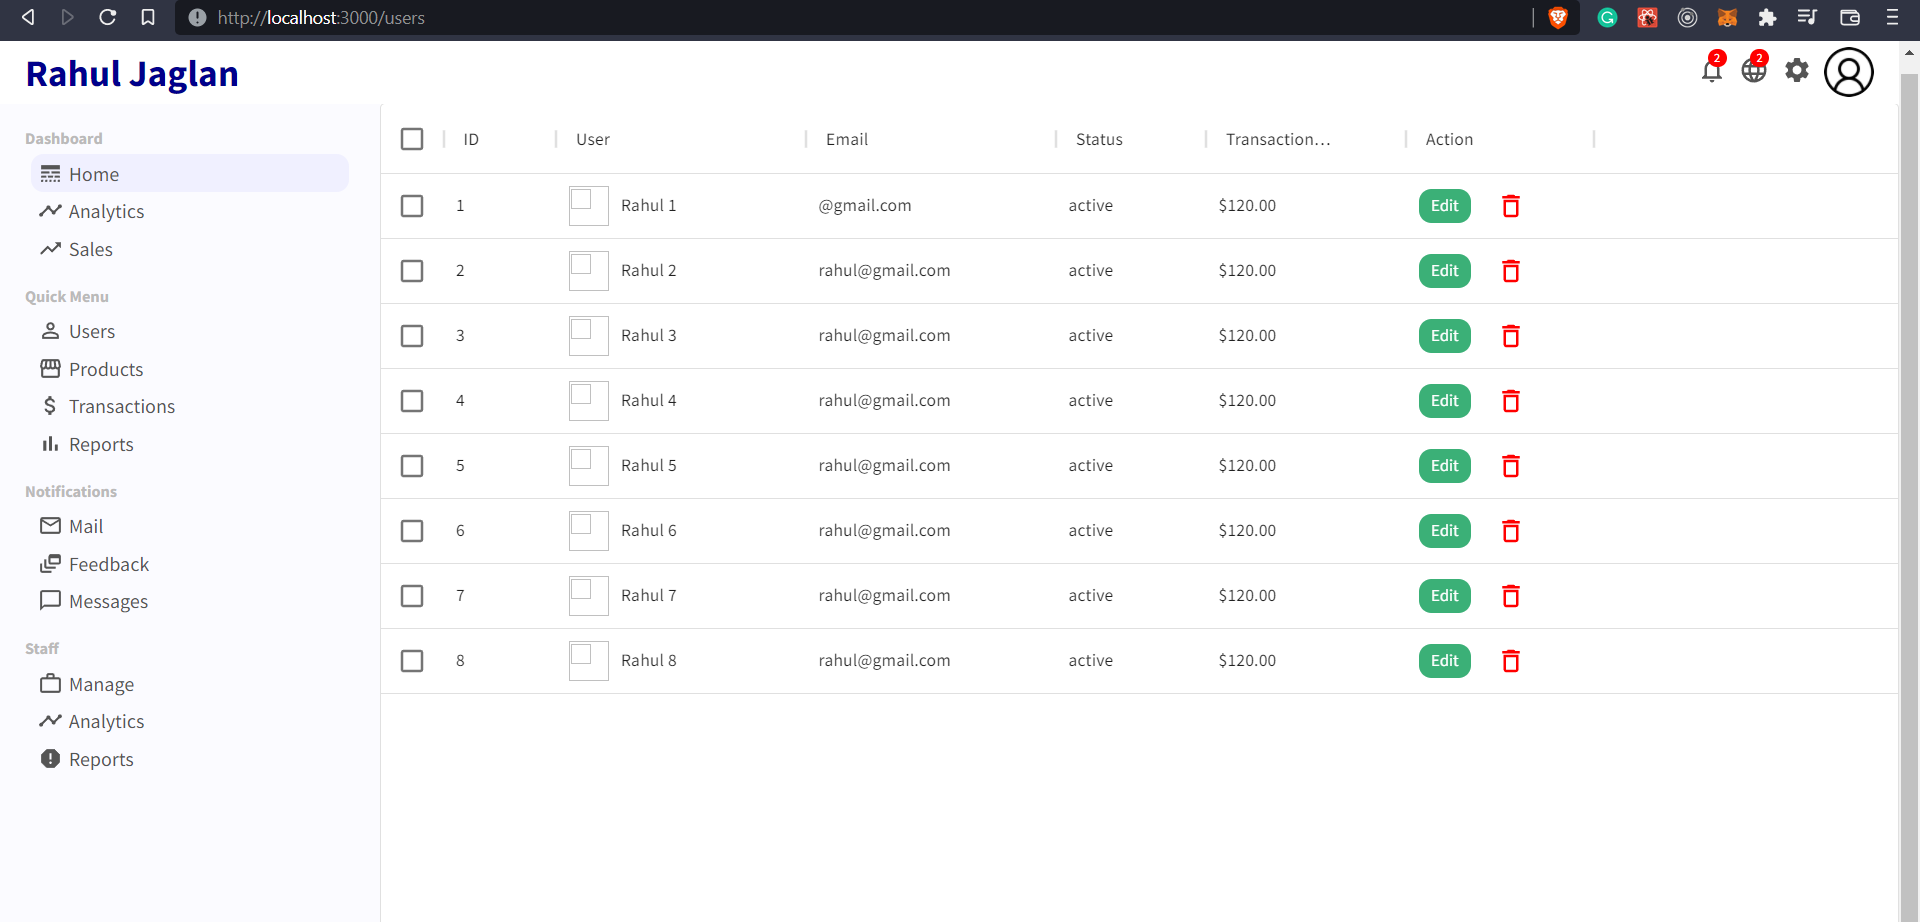 http://localhost:3000/users
Rahul Jaglan
2
2
Dashboard
Home
Analytics
Sales
Quick Menu
Users
Products
Transactions
Reports
Notifications
Mail
Feedback
Messages
Staff
Manage
Analytics
Reports
ID User Email Status Transaction... Action
1 Rahul 1 @gmail.com active $120.00 Edit
2 Rahul 2 rahul@gmail.com active $120.00 Edit
3 Rahul 3 rahul@gmail.com active $120.00 Edit
4 Rahul 4 rahul@gmail.com active $120.00 Edit
5 Rahul 5 rahul@gmail.com active $120.00 Edit
6 Rahul 6 rahul@gmail.com active $120.00 Edit
7 Rahul 7 rahul@gmail.com active $120.00 Edit
8 Rahul 8 rahul@gmail.com active $120.00 Edit